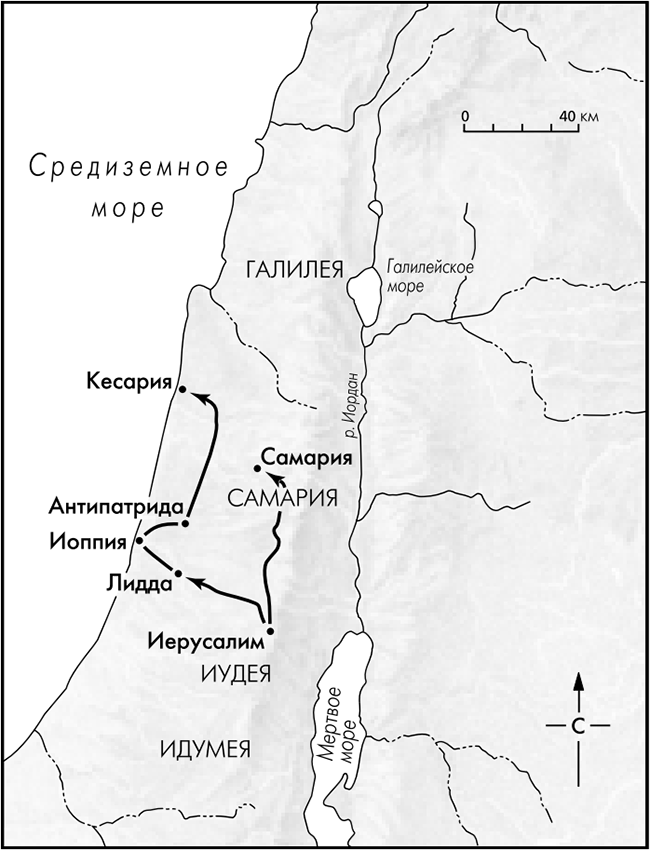 0 40 км
Средиземное
море
ГАЛИЛЕЯ
Галилейское
море
Кесария
р. Иордан
Самария
САМАРИЯ
Антипатрида
Иоппия
Лидда
Иерусалим
ИУДЕЯ
Мертвое
море
С
ИДУМЕЯ